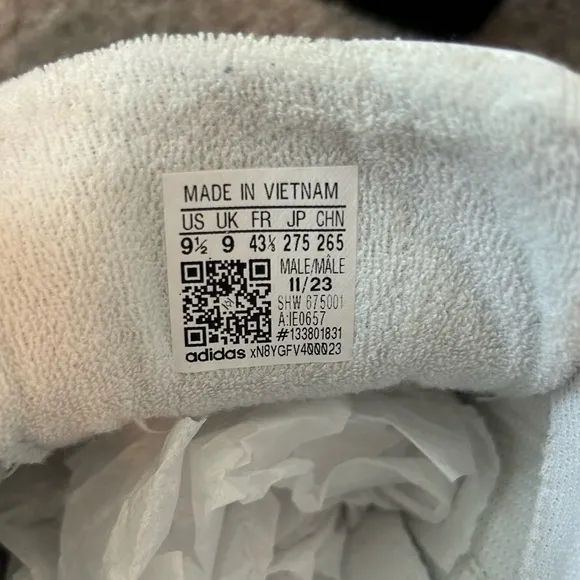 MADE IN VIETNAM
US UK FR JP CHN
9½ 9 43⅓ 275 265
MALE/MÂLE
11/23
SHW 675001
A:IE0657
#133801831
adidas xN8YGFV400023